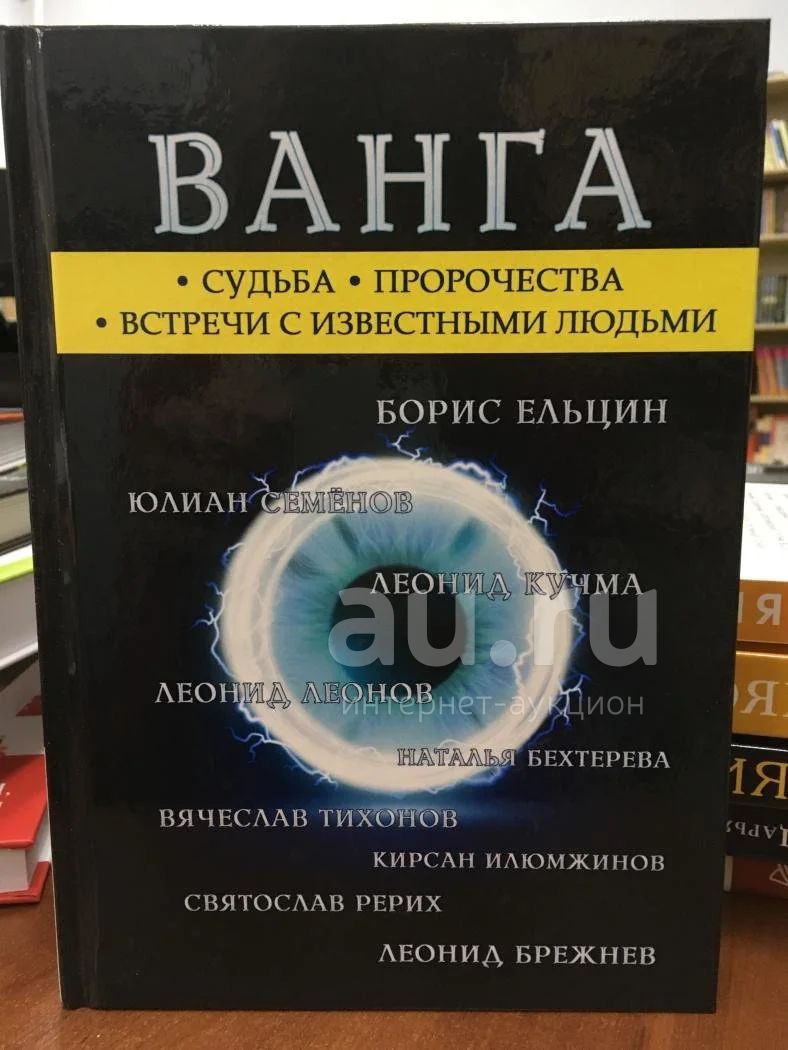 ВАНГА
• СУДЬБА • ПРОРОЧЕСТВА
• ВСТРЕЧИ С ИЗВЕСТНЫМИ ЛЮДЬМИ
БОРИС ЕЛЬЦИН
ЮЛИАН СЕМЁНОВ
ЛЕОНИД КУЧМА
au.ru
ЛЕОНИД ЛЕОНОВ
интернет-аукцион
НАТАЛЬЯ БЕХТЕРЕВА
ВЯЧЕСЛАВ ТИХОНОВ
КИРСАН ИЛЮМЖИНОВ
СВЯТОСЛАВ РЕРИХ
ЛЕОНИД БРЕЖНЕВ